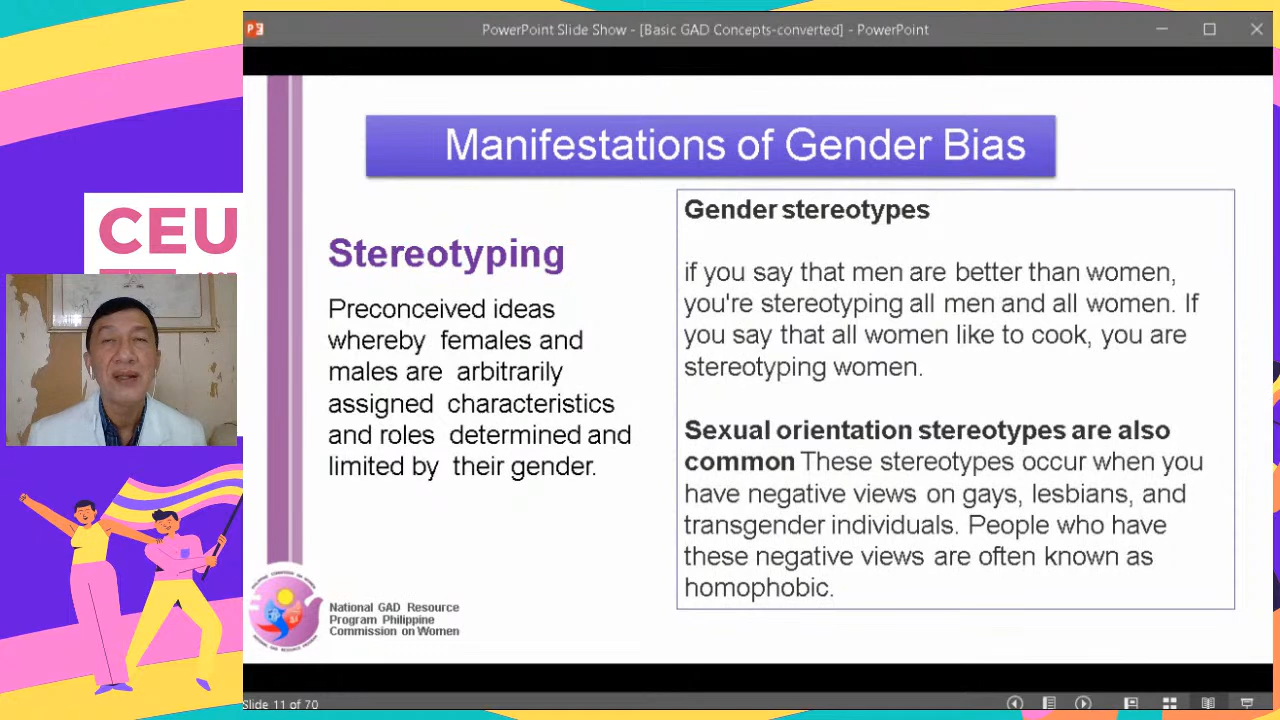 PowerPoint Slide Show - [Basic GAD Concepts-converted] - PowerPoint
Manifestations of Gender Bias
CEU
Stereotyping
Preconceived ideas
whereby females and
males are arbitrarily
assigned characteristics
and roles determined and
limited by their gender.
Gender stereotypes
if you say that men are better than women,
you're stereotyping all men and all women. If
you say that all women like to cook, you are
stereotyping women.
Sexual orientation stereotypes are also
common These stereotypes occur when you
have negative views on gays, lesbians, and
transgender individuals. People who have
these negative views are often known as
homophobic.
National GAD Resource
Program Philippine
Commission on Women
Slide 11 of 70